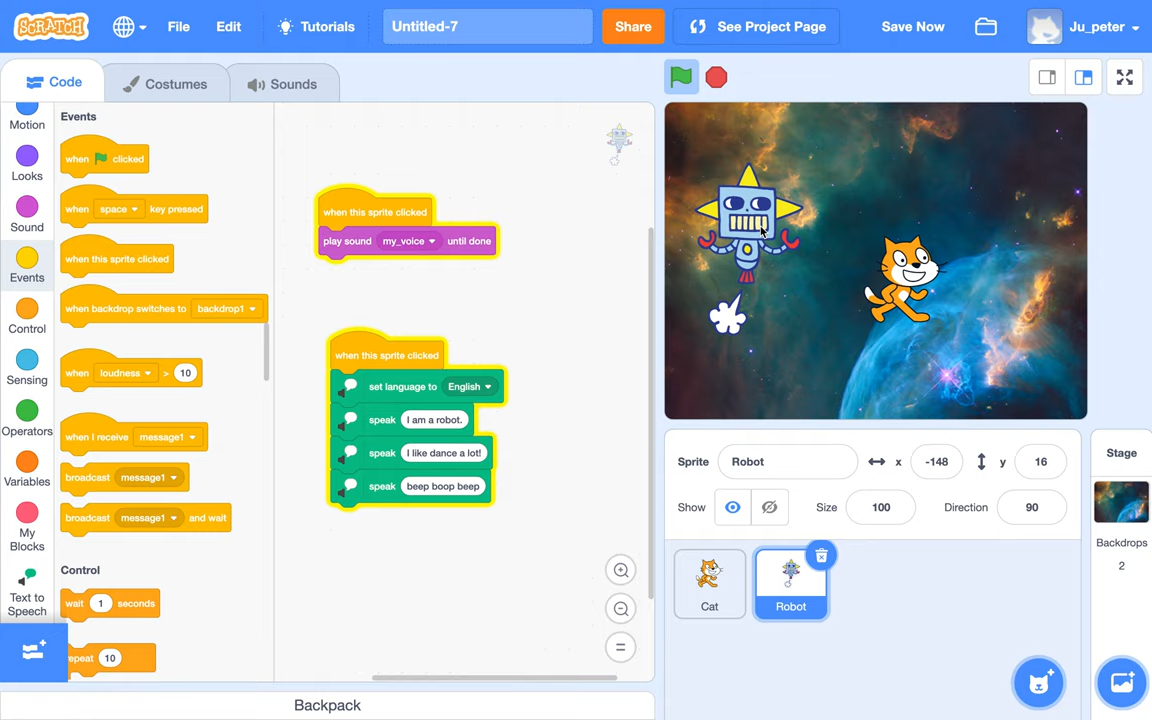 SCRATCH File Edit Tutorials Untitled-7 Share See Project Page Save Now Ju_peter
Code Costumes Sounds
Motion
Looks
Sound
Events
Control
Sensing
Operators
Variables
My
Blocks
Text to
Speech
Events
when clicked
when space key pressed
when this sprite clicked
when backdrop switches to backdrop1
when loudness > 10
when I receive message1
broadcast message1
broadcast message1 and wait
Control
wait 1 seconds
repeat 10
when this sprite clicked
play sound my_voice until done
when this sprite clicked
set language to English
speak I am a robot.
speak I like dance a lot!
speak beep boop beep
Backpack
Sprite Robot x -148 y 16
Show Size 100 Direction 90
Cat
Robot
Stage
Backdrops
2